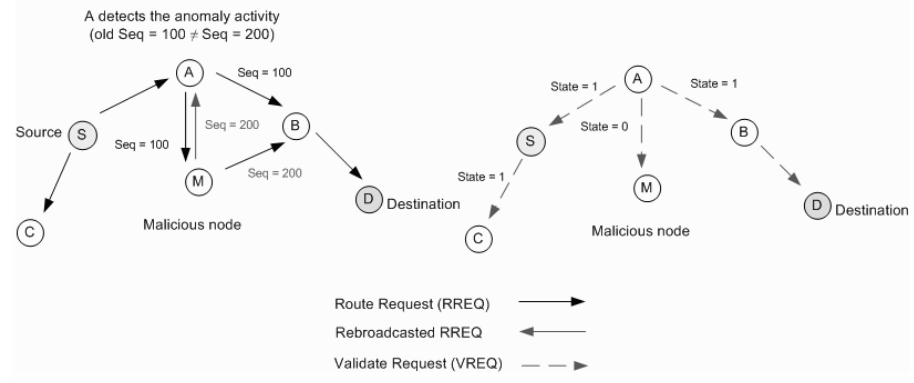 A detects the anomaly activity
(old Seq = 100 ≠ Seq = 200)
A
Seq = 100
Source
S
Seq = 100
Seq = 200
B
M
Seq = 200
D
Destination
C
Malicious node
A
State = 1
State = 1
S
State = 0
B
State = 1
M
D
Destination
C
Malicious node
Route Request (RREQ)
Rebroadcasted RREQ
Validate Request (VREQ)